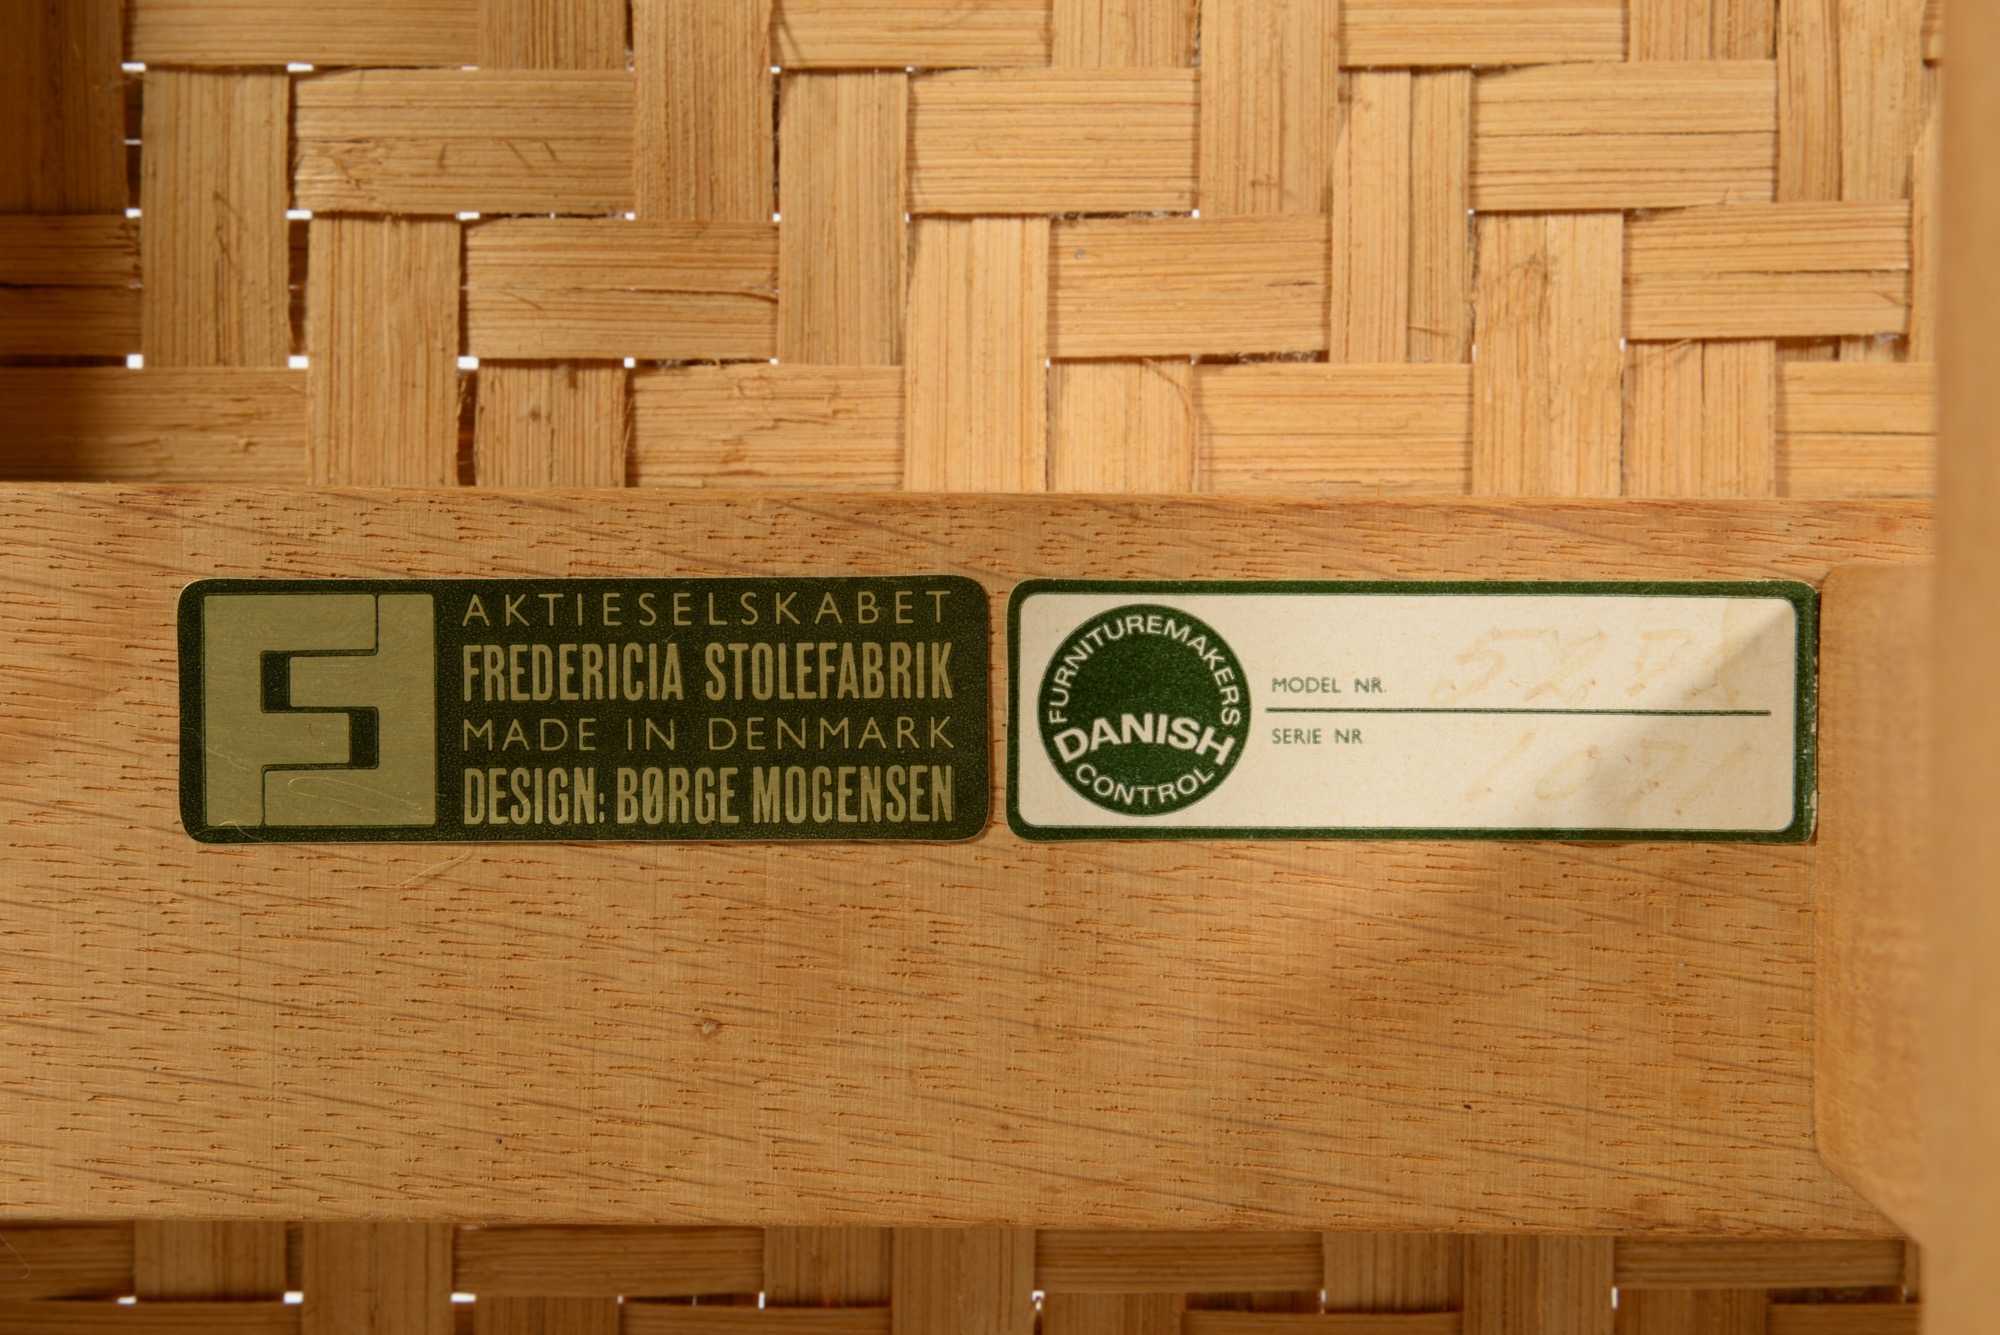 AKTIESELSKABET
FREDERICIA STOLEFABRIK
MADE IN DENMARK
DESIGN: BØRGE MOGENSEN
FURNITUREMAKERS
DANISH
CONTROL
MODEL NR.
SERIE NR